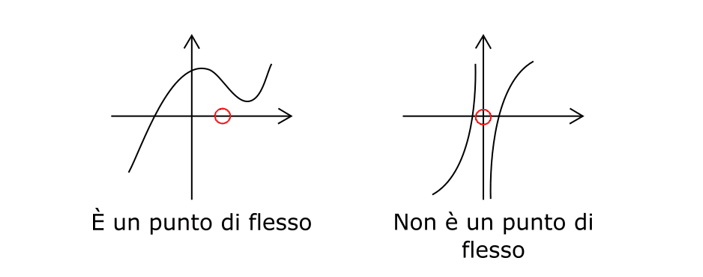 È un punto di flesso
Non è un punto di
flesso